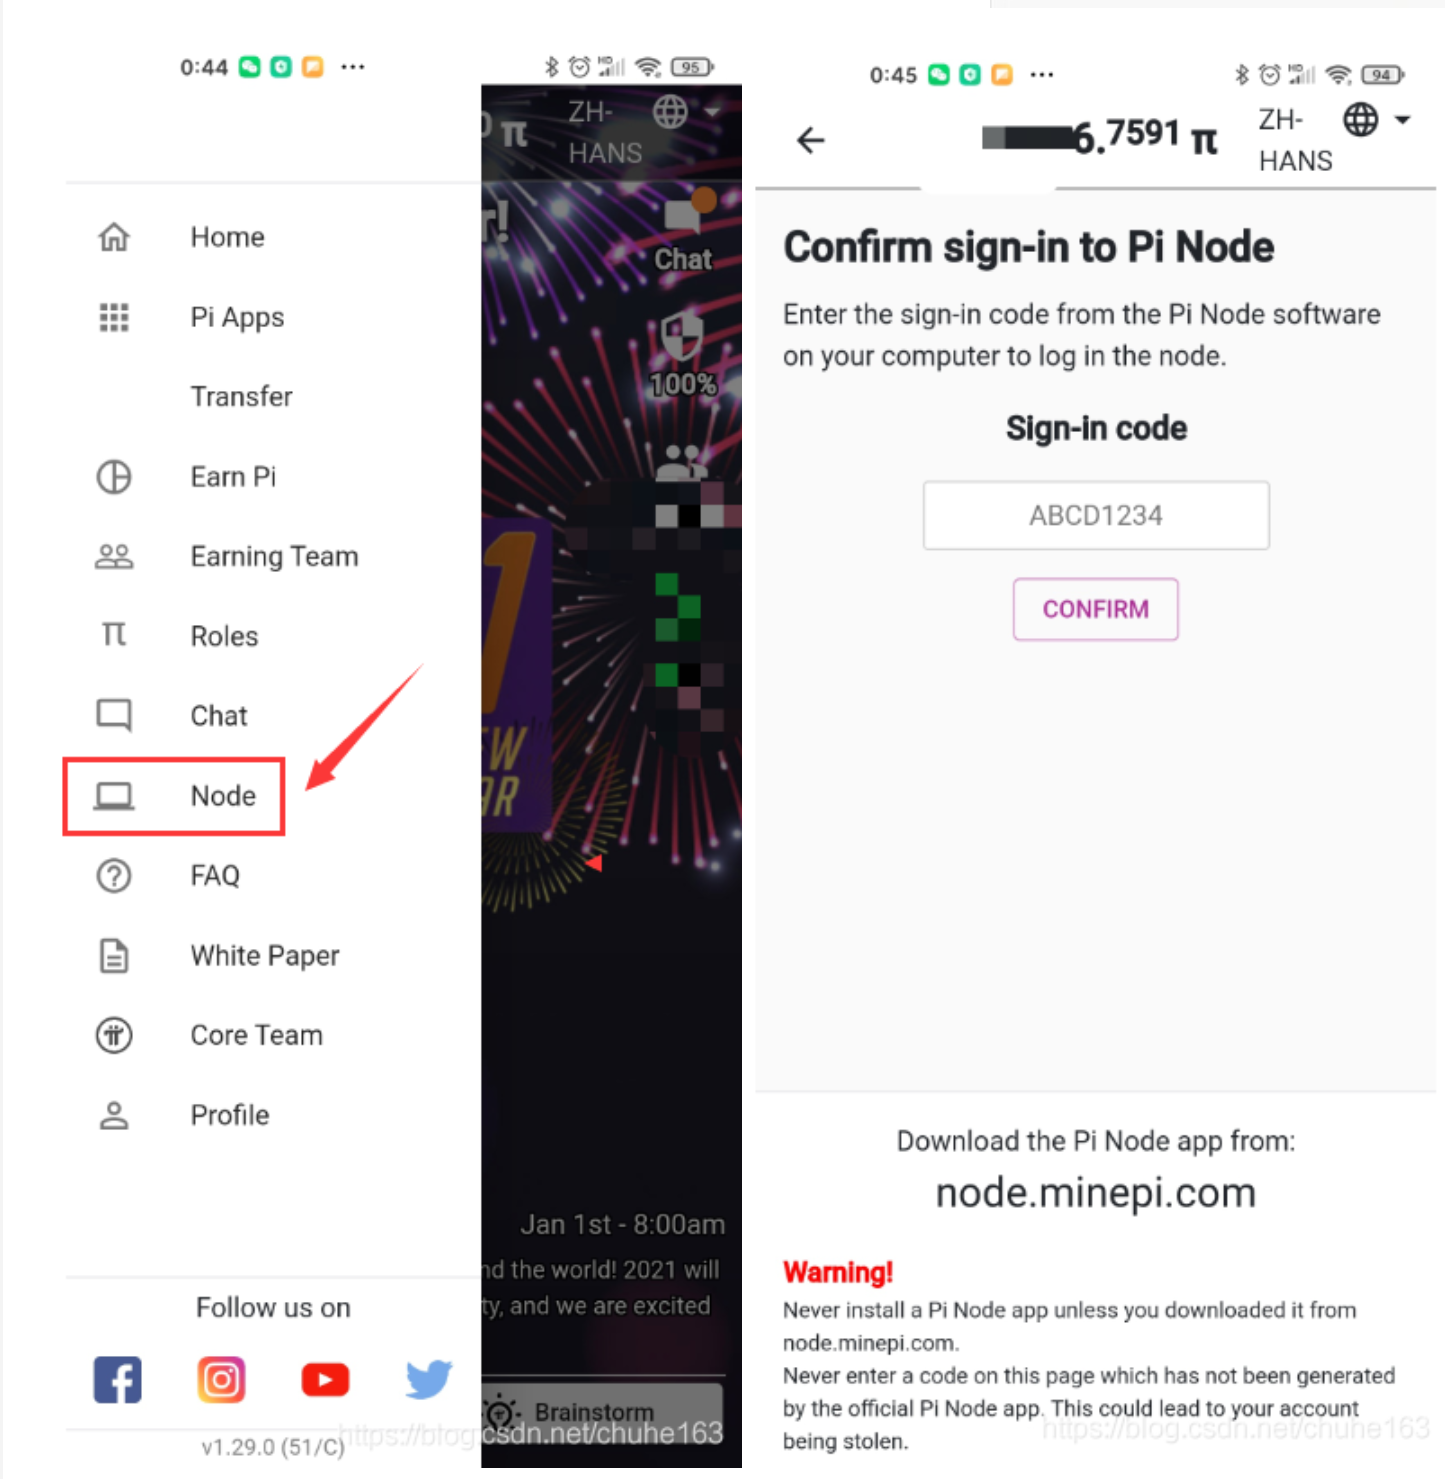 0:44
95
π
ZH-
HANS
r!
Chat
100%
Home
Pi Apps
Transfer
Earn Pi
Earning Team
Roles
Chat
Node
FAQ
White Paper
Core Team
Profile
1
EW
AR
Jan 1st - 8:00am
nd the world! 2021 will
ty, and we are excited
Follow us on
Brainstorm
v1.29.0 (51/C)
https://blog.csdn.net/chuhe163
0:45
94
6.7591 π
ZH-
HANS
Confirm sign-in to Pi Node
Enter the sign-in code from the Pi Node software
on your computer to log in the node.
Sign-in code
ABCD1234
CONFIRM
Download the Pi Node app from:
node.minepi.com
Warning!
Never install a Pi Node app unless you downloaded it from
node.minepi.com.
Never enter a code on this page which has not been generated
by the official Pi Node app. This could lead to your account
being stolen.
https://blog.csdn.net/chuhe163